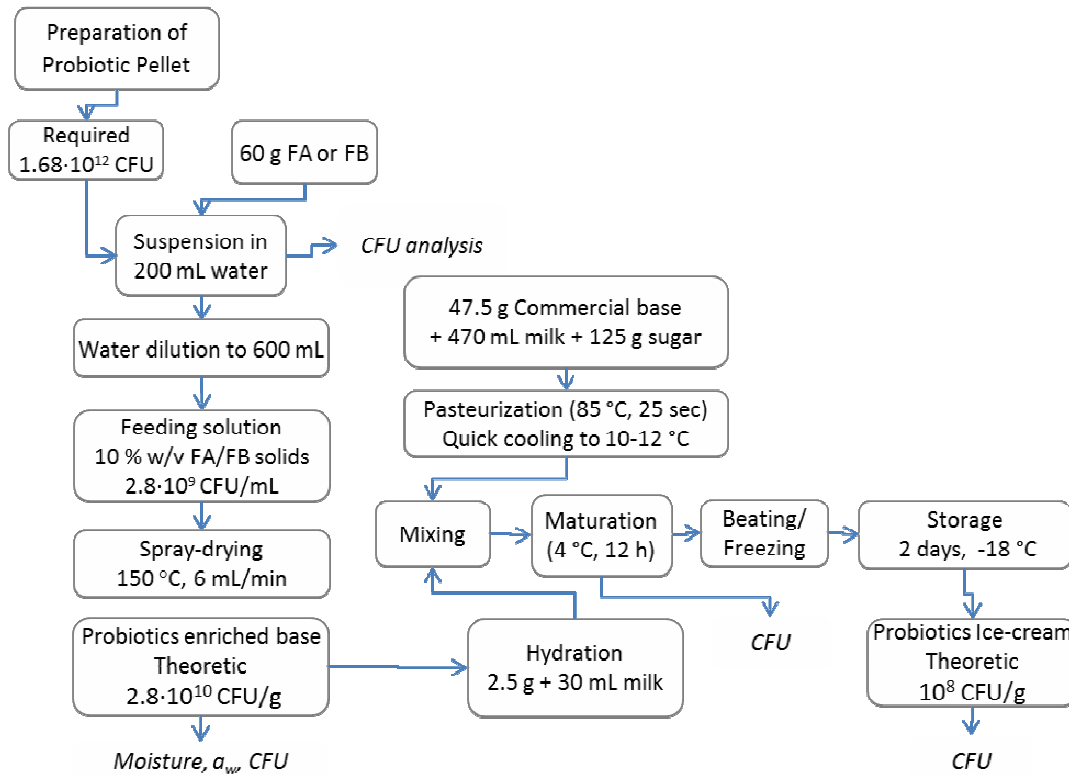 Preparation of
Probiotic Pellet
Required
1.68·10¹² CFU
60 g FA or FB
Suspension in
200 mL water
CFU analysis
Water dilution to 600 mL
Feeding solution
10 % w/v FA/FB solids
2.8·10⁹ CFU/mL
Spray-drying
150 °C, 6 mL/min
Probiotics enriched base
Theoretic
2.8·10¹⁰ CFU/g
Moisture, a_w, CFU
47.5 g Commercial base
+ 470 mL milk + 125 g sugar
Pasteurization (85 °C, 25 sec)
Quick cooling to 10-12 °C
Mixing
Hydration
2.5 g + 30 mL milk
Maturation
(4 °C, 12 h)
CFU
Beating/
Freezing
Storage
2 days, -18 °C
Probiotics Ice-cream
Theoretic
10⁸ CFU/g
CFU